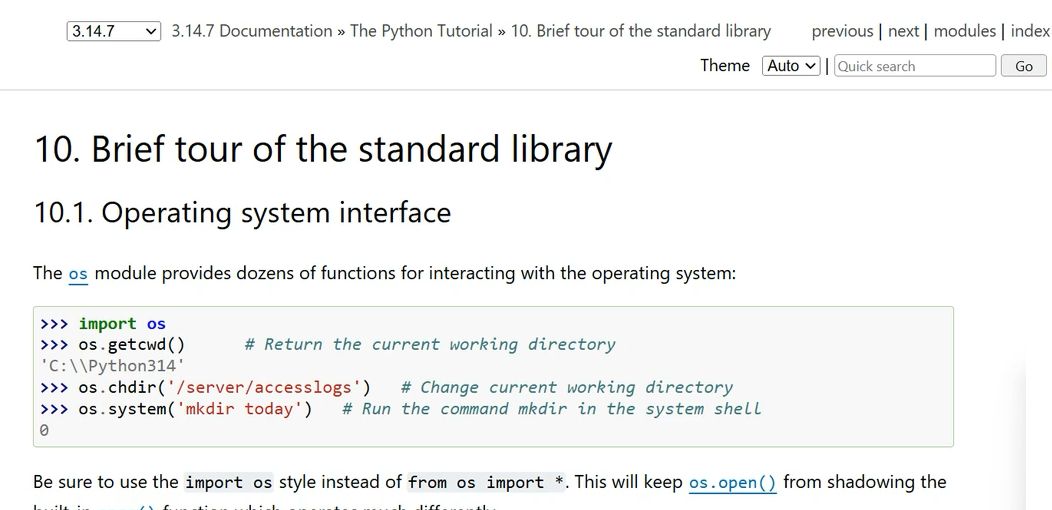 3.14.7 3.14.7 Documentation » The Python Tutorial » 10. Brief tour of the standard library previous | next | modules | index
Theme Auto | Quick search Go
10. Brief tour of the standard library
10.1. Operating system interface
The os module provides dozens of functions for interacting with the operating system:
>>> import os
>>> os.getcwd()      # Return the current working directory
'C:\\Python314'
>>> os.chdir('/server/accesslogs')   # Change current working directory
>>> os.system('mkdir today')   # Run the command mkdir in the system shell
0
Be sure to use the import os style instead of from os import *. This will keep os.open() from shadowing the
function which operates much differently.